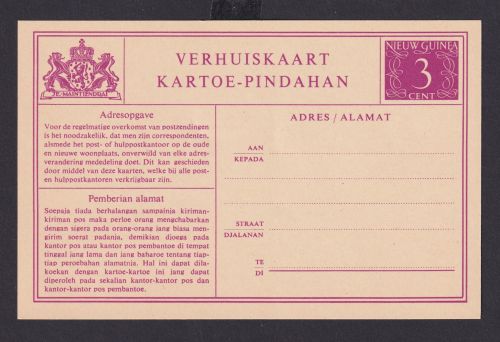 JE MAINTIENDRAI
VERHUISKAART
KARTOE-PINDAHAN
NIEUW GUINEA
3
CENT
Adresopgave
Voor de regelmatige overkomst van postzendingen
is het noodzakelijk, dat men zijn correspondenten,
alsmede het post- of hulppostkantoor op de oude
en nieuwe woonplaats, onverwijld van elke adres-
verandering mededeling doet. Dit kan geschieden
door middel van deze kaarten, welke bij alle post-
en hulppostkantoren verkrijgbaar zijn.
Pemberian alamat
Soepaja tiada berhalangan sampainja kiriman-
kiriman pos maka perloe orang mengchabarkan
dengan sigera pada orang-orang jang biasa men-
girim soerat padanja, demikian djoega pada
kantor pos atau kantor pos pembantoe di tempat
tinggal jang lama dan jang baharoe tentang tiap-
tiap peroebahan alamatnia. Hal ini dapat dila-
koekan dengan kartoe-kartoe ini jang dapat
diperoleh pada sekalian kantor-kantor pos dan
kantor-kantor pos pembantoe.
ADRES / ALAMAT
AAN
KEPADA
STRAAT
DJALANAN
TE
DI